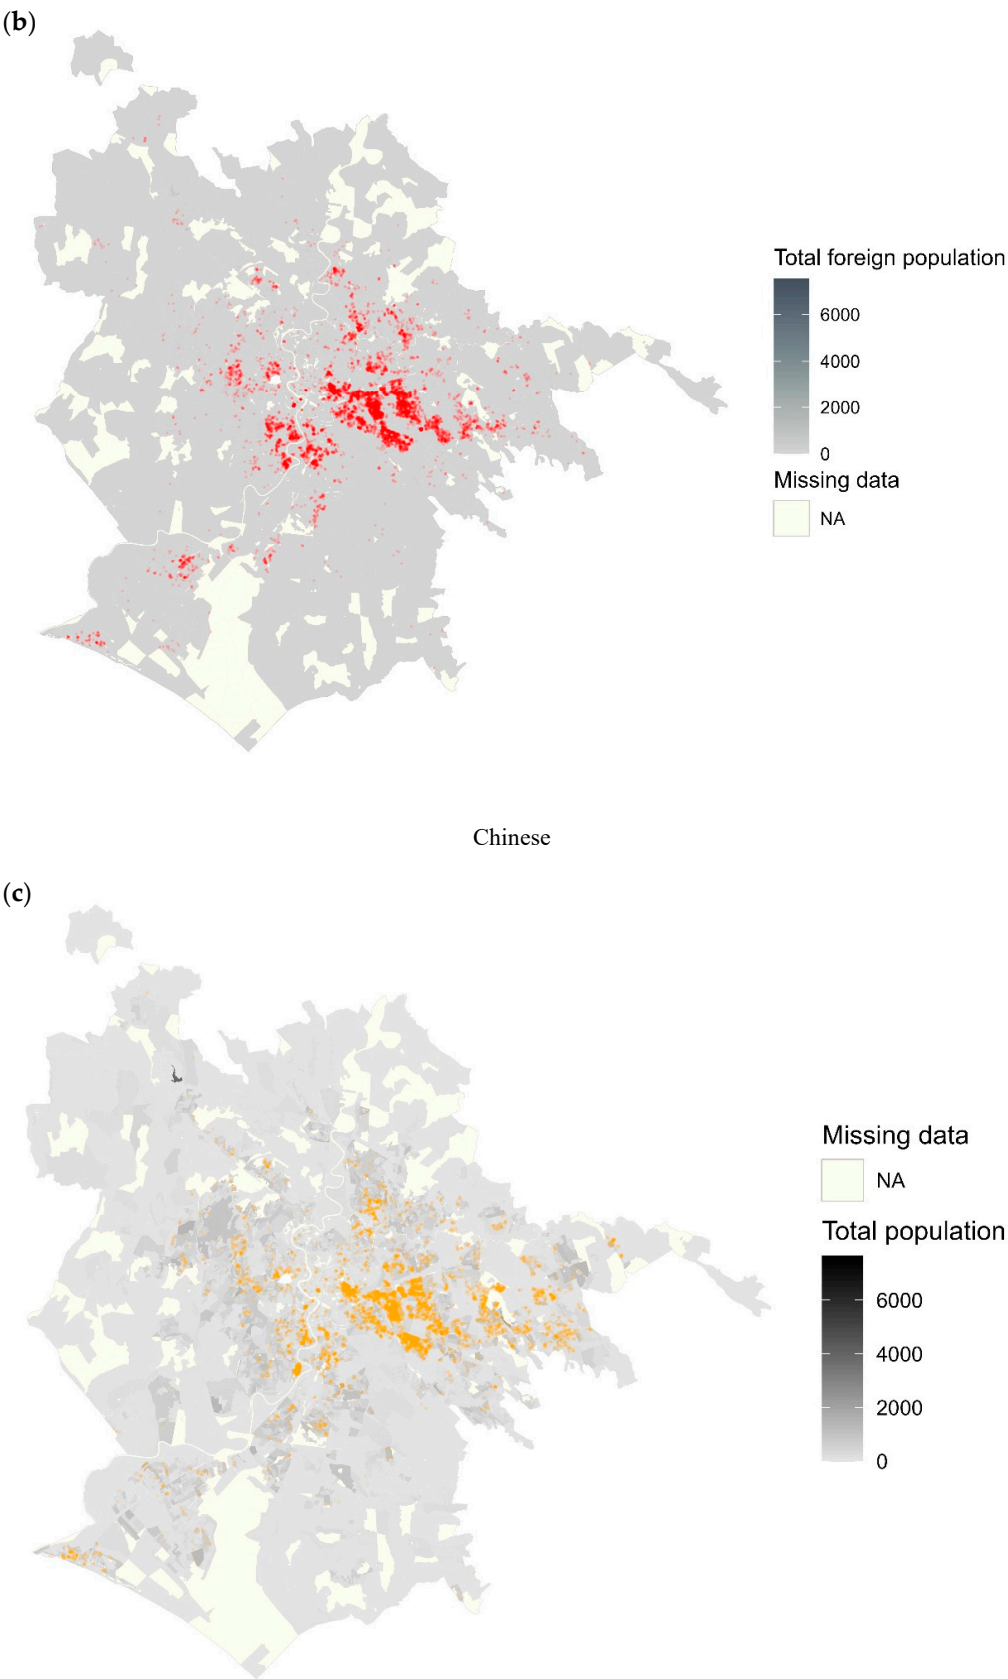 (b)
Total foreign population
6000
4000
2000
0
Missing data
NA
Chinese
(c)
Missing data
NA
Total population
6000
4000
2000
0